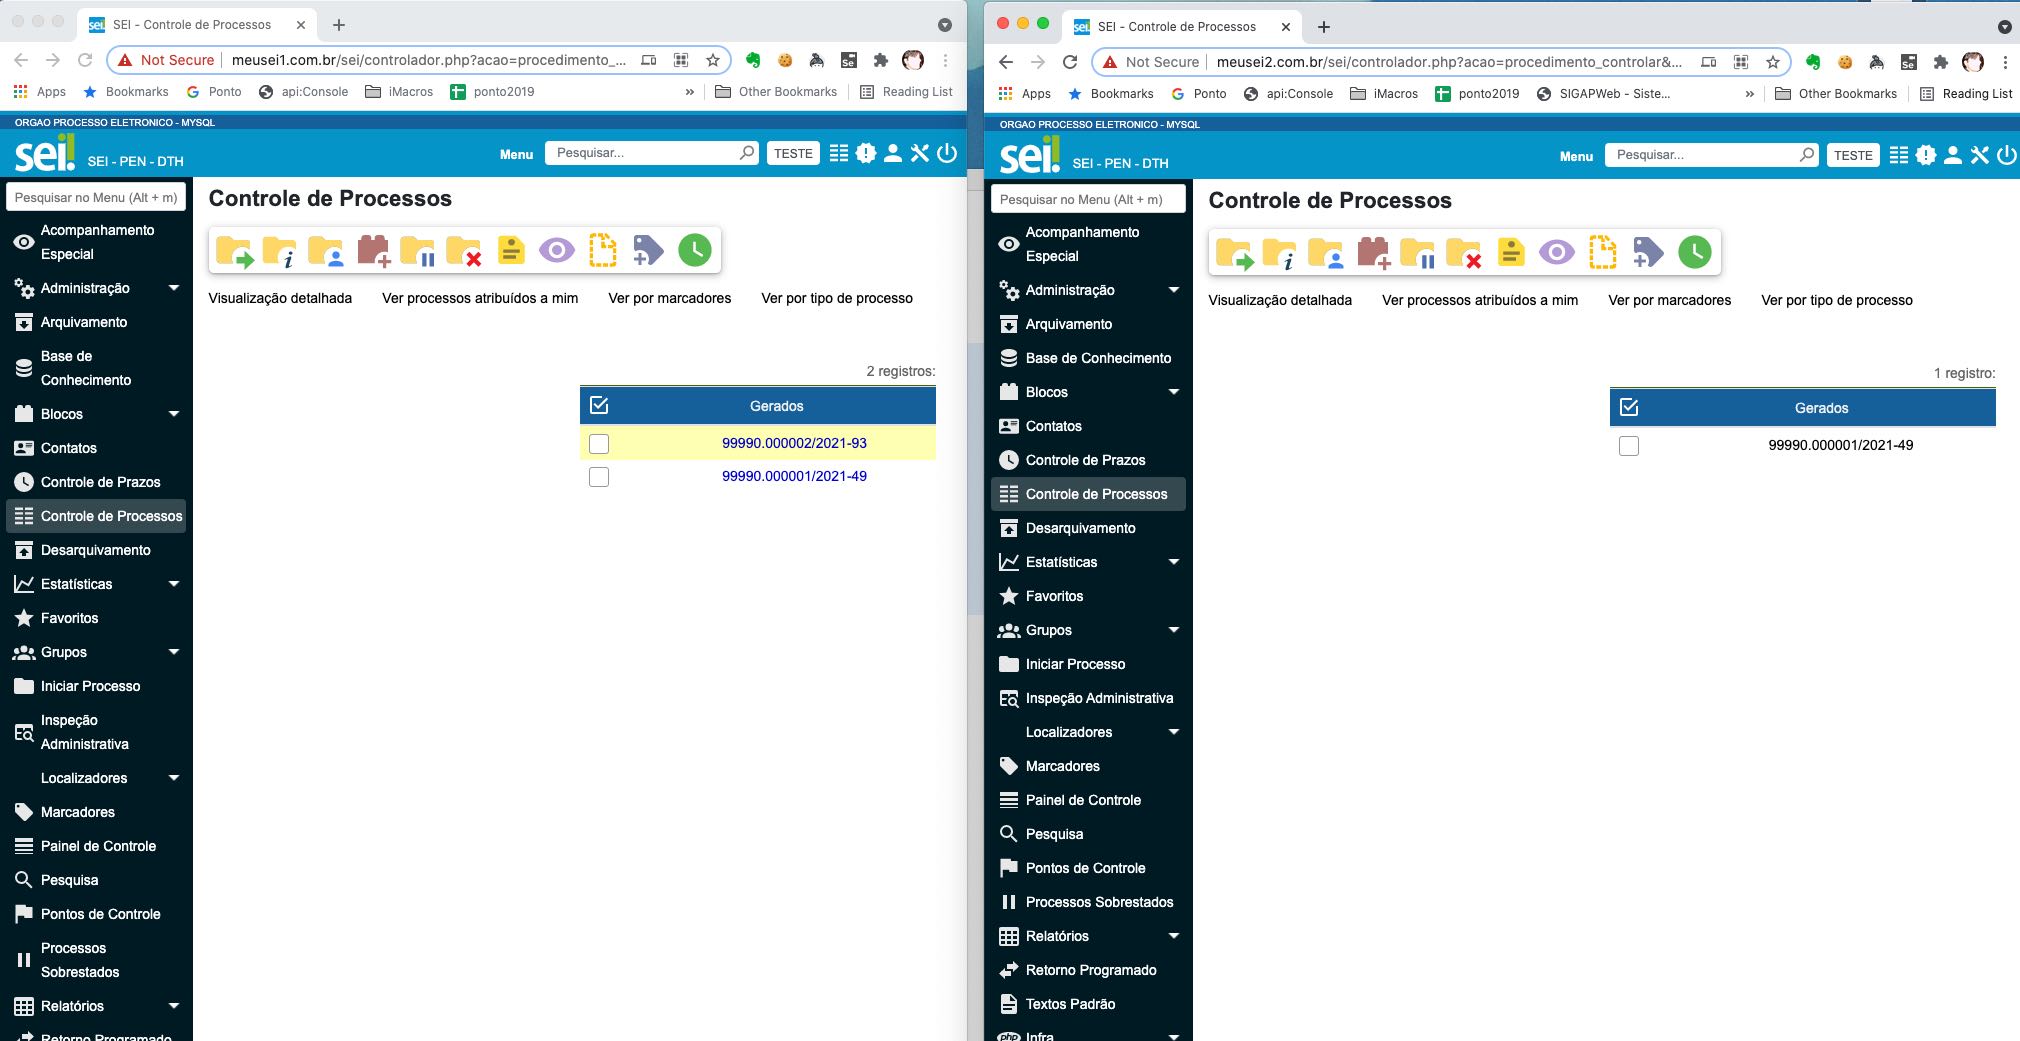 SEI - Controle de Processos
Not Secure
meusei1.com.br/sei/controlador.php?acao=procedimento_...
Apps
Bookmarks
Ponto
api:Console
iMacros
ponto2019
»
Other Bookmarks
Reading List
ORGAO PROCESSO ELETRONICO - MYSQL
sei!
SEI - PEN - DTH
Menu
Pesquisar...
TESTE
Pesquisar no Menu (Alt + m)
Acompanhamento
Especial
Administração
Arquivamento
Base de
Conhecimento
Blocos
Contatos
Controle de Prazos
Controle de Processos
Desarquivamento
Estatísticas
Favoritos
Grupos
Iniciar Processo
Inspeção
Administrativa
Localizadores
Marcadores
Painel de Controle
Pesquisa
Pontos de Controle
Processos
Sobrestados
Relatórios
Retorno Programado
Controle de Processos
Visualização detalhada
Ver processos atribuídos a mim
Ver por marcadores
Ver por tipo de processo
2 registros:
Gerados
99990.000002/2021-93
99990.000001/2021-49
SEI - Controle de Processos
Not Secure
meusei2.com.br/sei/controlador.php?acao=procedimento_controlar&...
Apps
Bookmarks
Ponto
api:Console
iMacros
ponto2019
SIGAPWeb - Siste...
»
Other Bookmarks
Reading List
ORGAO PROCESSO ELETRONICO - MYSQL
sei!
SEI - PEN - DTH
Menu
Pesquisar...
TESTE
Pesquisar no Menu (Alt + m)
Acompanhamento
Especial
Administração
Arquivamento
Base de Conhecimento
Blocos
Contatos
Controle de Prazos
Controle de Processos
Desarquivamento
Estatísticas
Favoritos
Grupos
Iniciar Processo
Inspeção Administrativa
Localizadores
Marcadores
Painel de Controle
Pesquisa
Pontos de Controle
Processos Sobrestados
Relatórios
Retorno Programado
Textos Padrão
php
Infra
Controle de Processos
Visualização detalhada
Ver processos atribuídos a mim
Ver por marcadores
Ver por tipo de processo
1 registro:
Gerados
99990.000001/2021-49